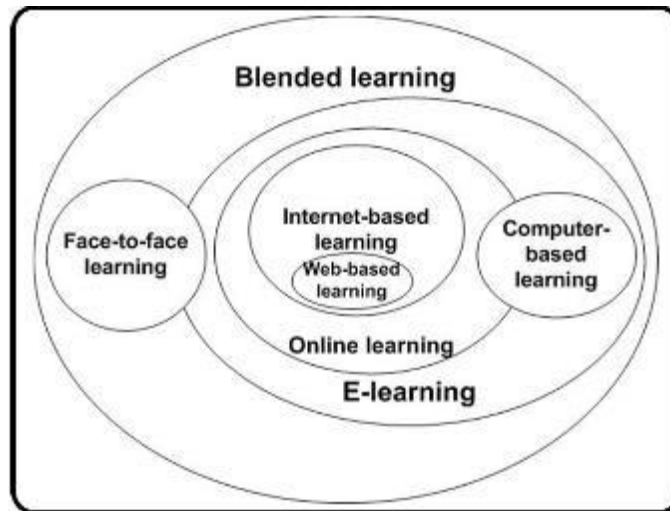 Blended learning
Face-to-face
learning
Internet-based
learning
Web-based
learning
Computer-
based
learning
Online learning
E-learning